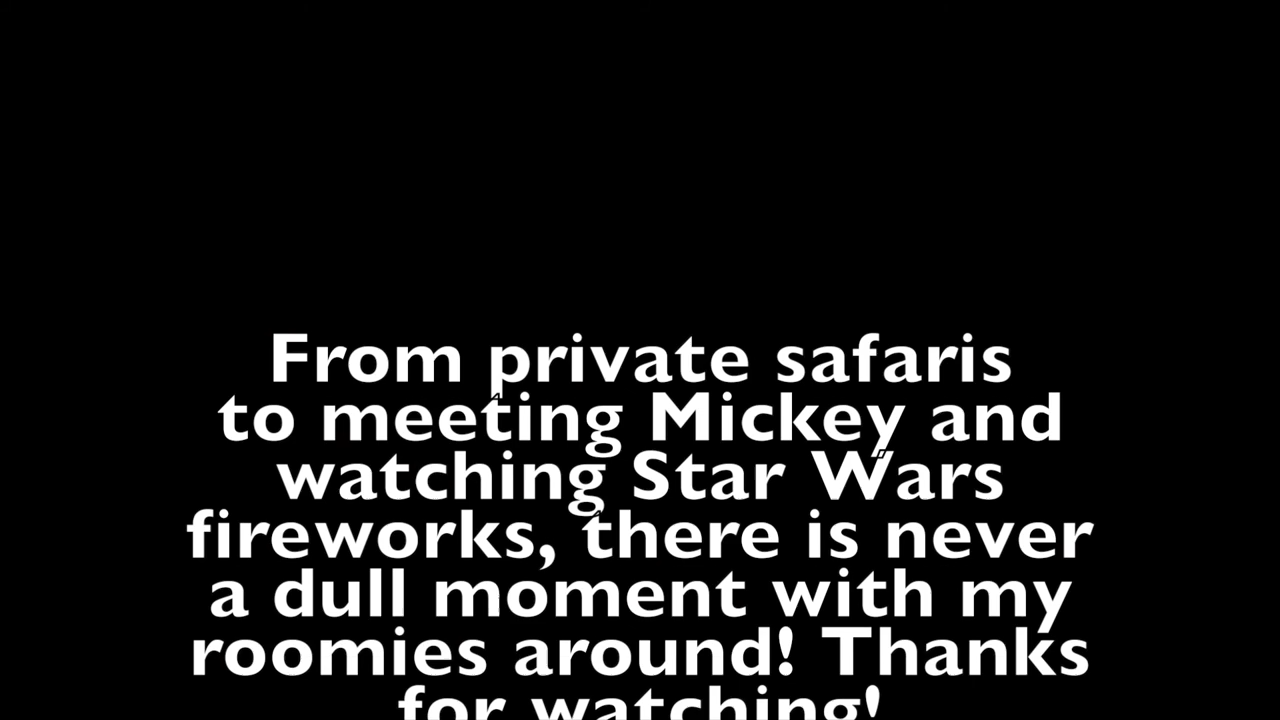 From private safaris
to meeting Mickey and
watching Star Wars
fireworks, there is never
a dull moment with my
roomies around! Thanks
for watching!